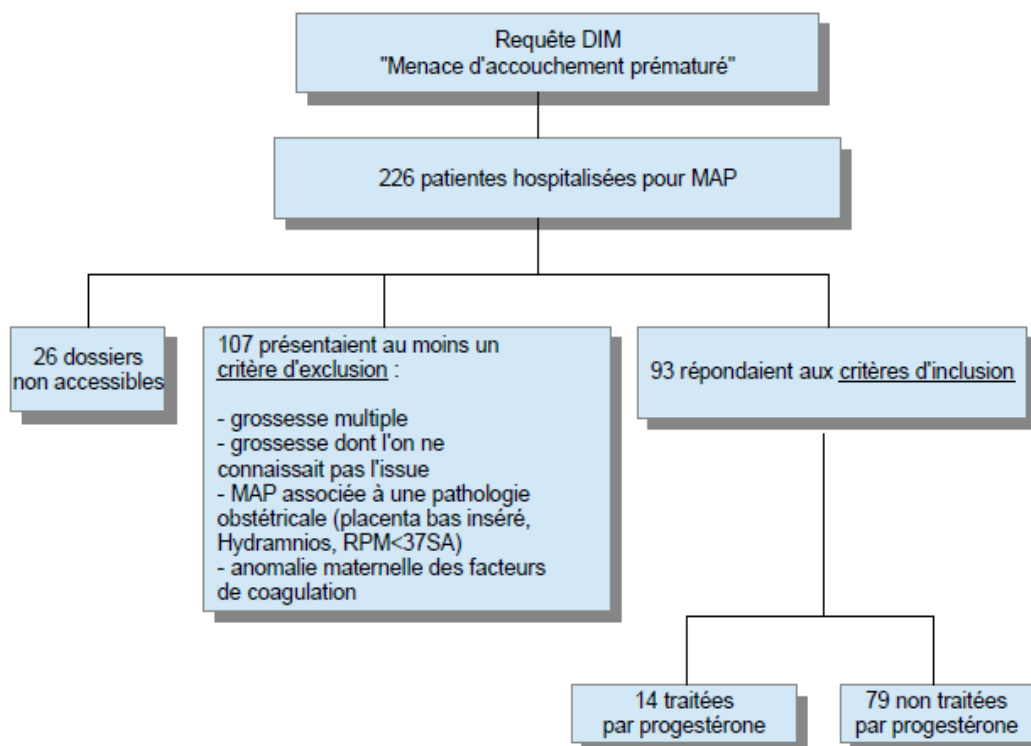 Requête DIM
"Menace d'accouchement prématuré"
226 patientes hospitalisées pour MAP
26 dossiers
non accessibles
107 présentaient au moins un
critère d'exclusion :
- grossesse multiple
- grossesse dont l'on ne
connaissait pas l'issue
- MAP associée à une pathologie
obstétricale (placenta bas inséré,
Hydramnios, RPM<37SA)
- anomalie maternelle des facteurs
de coagulation
93 répondaient aux critères d'inclusion
14 traitées
par progestérone
79 non traitées
par progestérone